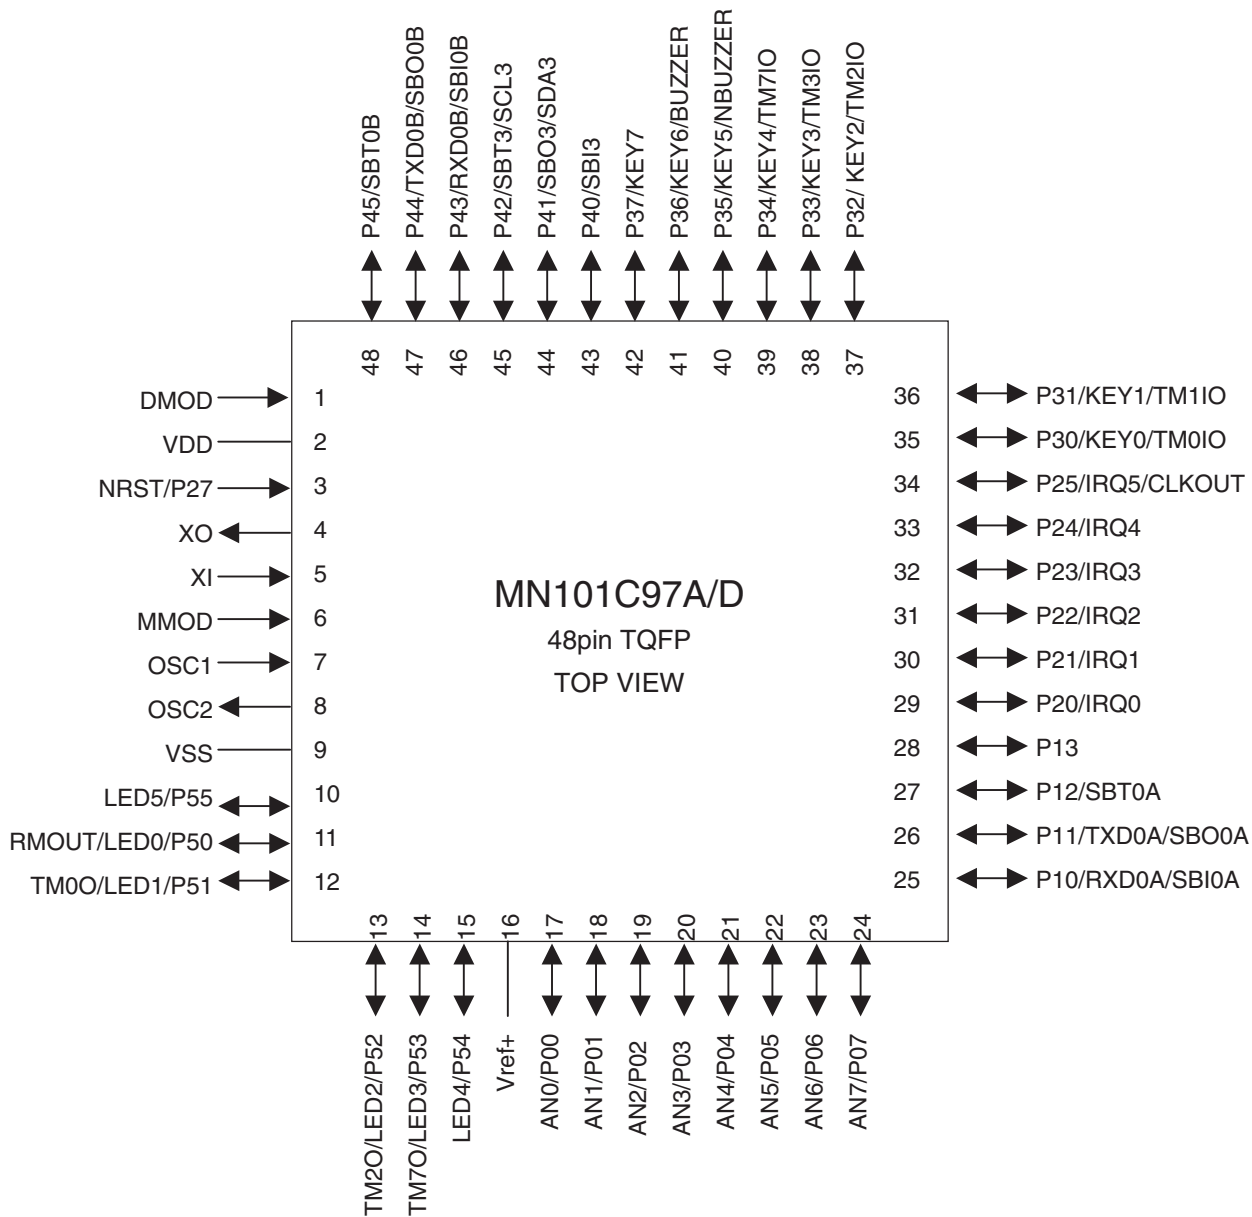 P45/SBT0B
P44/TXD0B/SBO0B
P43/RXD0B/SBI0B
P42/SBT3/SCL3
P41/SBO3/SDA3
P40/SBI3
P37/KEY7
P36/KEY6/BUZZER
P35/KEY5/NBUZZER
P34/KEY4/TM7IO
P33/KEY3/TM3IO
P32/ KEY2/TM2IO
48
47
46
45
44
43
42
41
40
39
38
37
DMOD 1
VDD 2
NRST/P27 3
XO 4
XI 5
MMOD 6
OSC1 7
OSC2 8
VSS 9
LED5/P55 10
RMOUT/LED0/P50 11
TM0O/LED1/P51 12
MN101C97A/D
48pin TQFP
TOP VIEW
36 P31/KEY1/TM1IO
35 P30/KEY0/TM0IO
34 P25/IRQ5/CLKOUT
33 P24/IRQ4
32 P23/IRQ3
31 P22/IRQ2
30 P21/IRQ1
29 P20/IRQ0
28 P13
27 P12/SBT0A
26 P11/TXD0A/SBO0A
25 P10/RXD0A/SBI0A
13
14
15
16
17
18
19
20
21
22
23
24
TM2O/LED2/P52
TM7O/LED3/P53
LED4/P54
Vref+
AN0/P00
AN1/P01
AN2/P02
AN3/P03
AN4/P04
AN5/P05
AN6/P06
AN7/P07